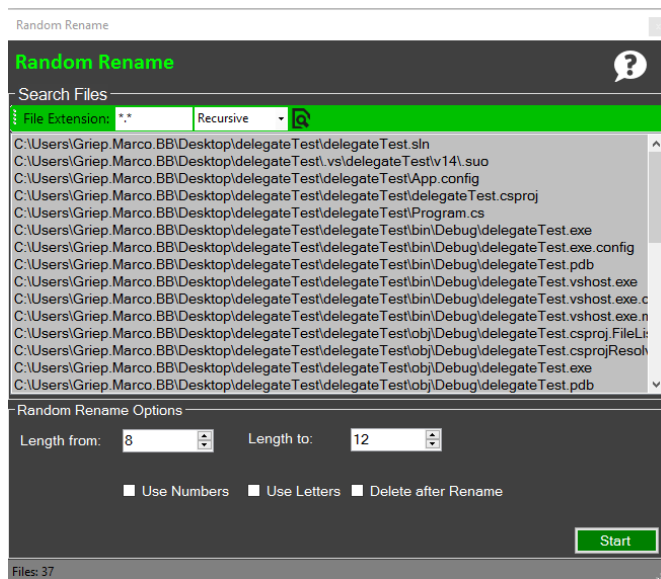 Random Rename
Random Rename
?
Search Files
File Extension: *.* Recursive
C:\Users\Griep.Marco.BB\Desktop\delegateTest\delegateTest.sln
C:\Users\Griep.Marco.BB\Desktop\delegateTest\.vs\delegateTest\v14\.suo
C:\Users\Griep.Marco.BB\Desktop\delegateTest\delegateTest\App.config
C:\Users\Griep.Marco.BB\Desktop\delegateTest\delegateTest\delegateTest.csproj
C:\Users\Griep.Marco.BB\Desktop\delegateTest\delegateTest\Program.cs
C:\Users\Griep.Marco.BB\Desktop\delegateTest\delegateTest\bin\Debug\delegateTest.exe
C:\Users\Griep.Marco.BB\Desktop\delegateTest\delegateTest\bin\Debug\delegateTest.exe.config
C:\Users\Griep.Marco.BB\Desktop\delegateTest\delegateTest\bin\Debug\delegateTest.pdb
C:\Users\Griep.Marco.BB\Desktop\delegateTest\delegateTest\bin\Debug\delegateTest.vshost.exe
C:\Users\Griep.Marco.BB\Desktop\delegateTest\delegateTest\bin\Debug\delegateTest.vshost.exe.c
C:\Users\Griep.Marco.BB\Desktop\delegateTest\delegateTest\bin\Debug\delegateTest.vshost.exe.m
C:\Users\Griep.Marco.BB\Desktop\delegateTest\delegateTest\obj\Debug\delegateTest.csproj.FileLis
C:\Users\Griep.Marco.BB\Desktop\delegateTest\delegateTest\obj\Debug\delegateTest.csprojResolv
C:\Users\Griep.Marco.BB\Desktop\delegateTest\delegateTest\obj\Debug\delegateTest.exe
C:\Users\Griep.Marco.BB\Desktop\delegateTest\delegateTest\obj\Debug\delegateTest.pdb
Random Rename Options
Length from: 8 Length to: 12
Use Numbers Use Letters Delete after Rename
Start
Files: 37